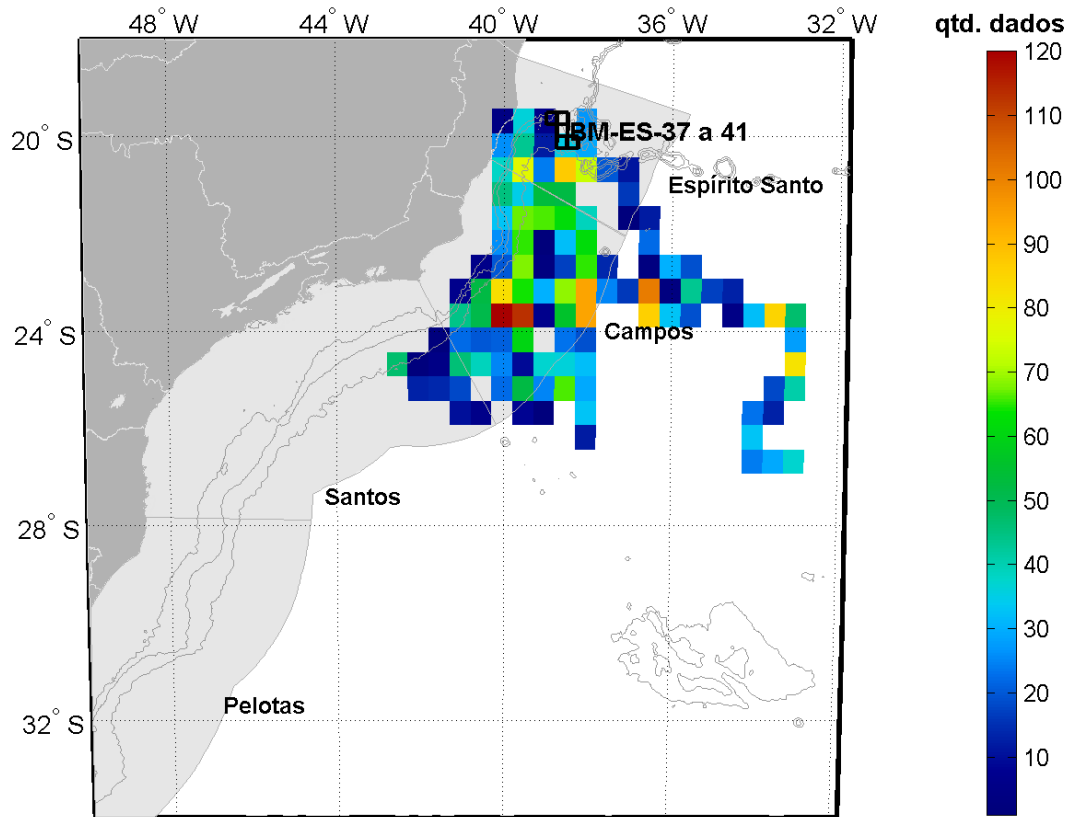 48° W 44° W 40° W 36° W 32° W
qtd. dados
20° S
24° S
28° S
32° S
BM-ES-37 a 41
Espírito Santo
Campos
Santos
Pelotas
120
110
100
90
80
70
60
50
40
30
20
10